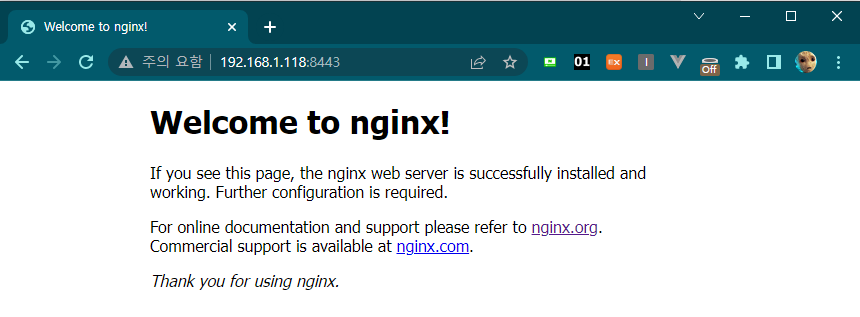 Welcome to nginx!
주의 요함 | 192.168.1.118:8443
01
EX
I
Off
Welcome to nginx!
If you see this page, the nginx web server is successfully installed and
working. Further configuration is required.
For online documentation and support please refer to nginx.org.
Commercial support is available at nginx.com.
Thank you for using nginx.